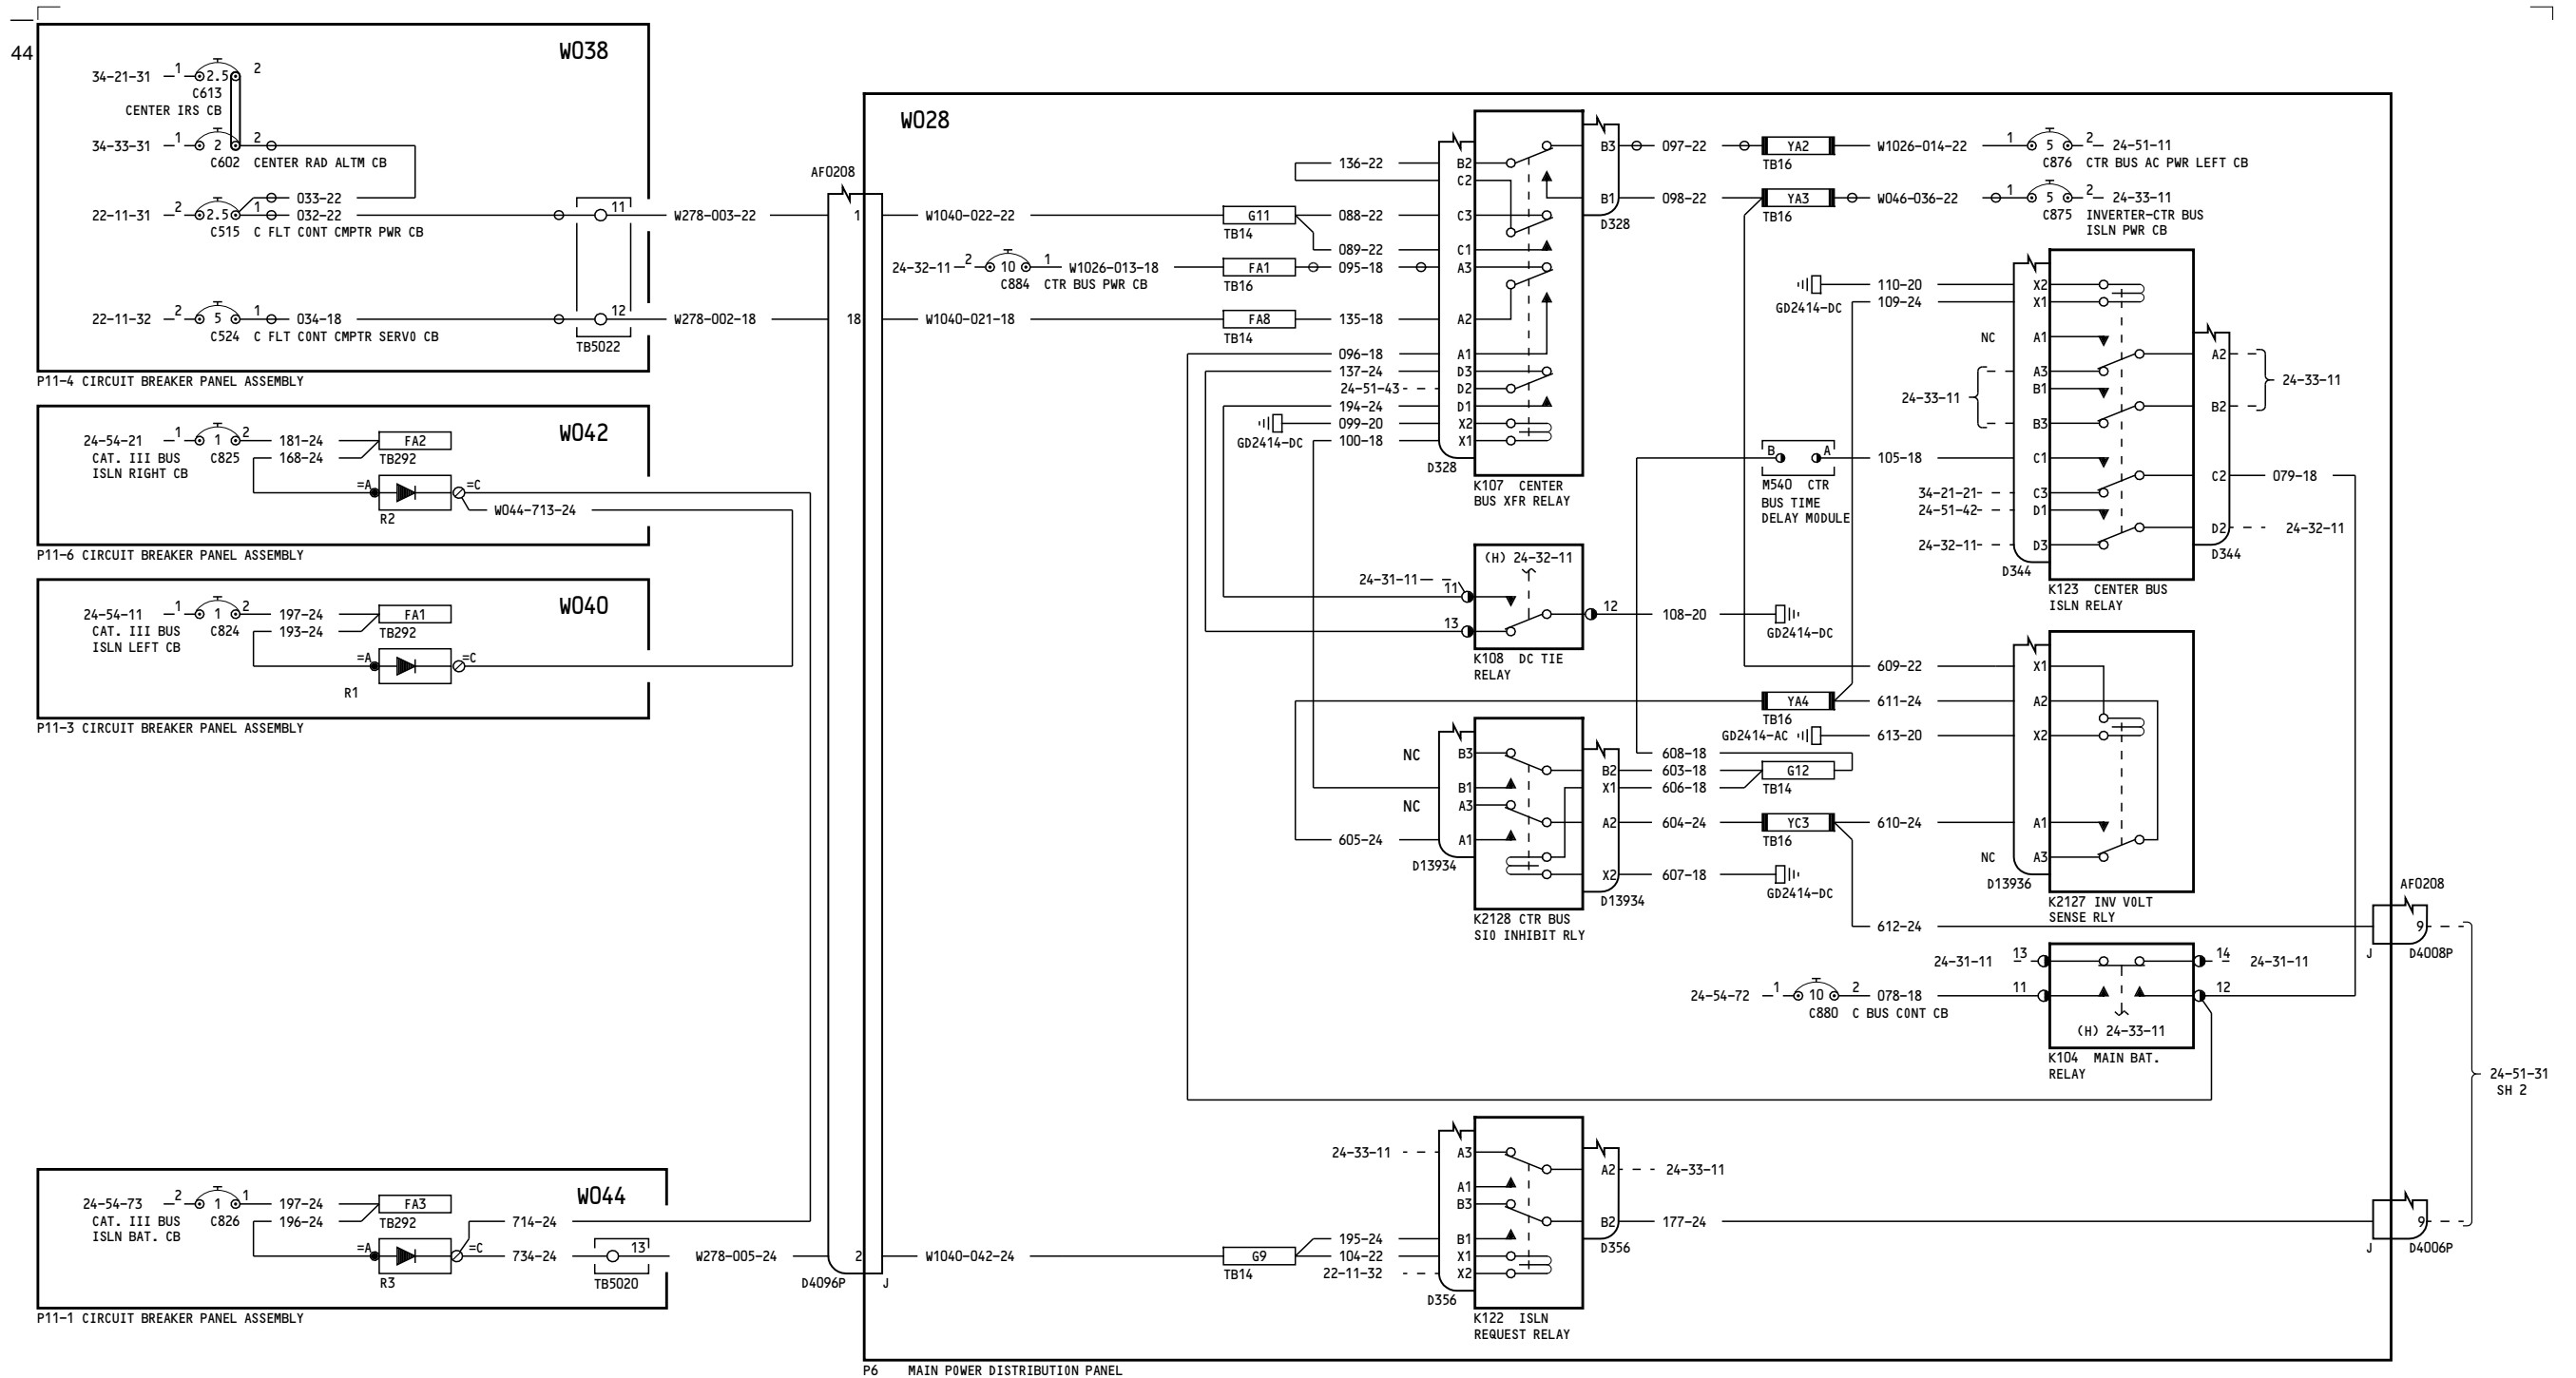 44
W038
34-21-31 1 2.5 2
C613
CENTER IRS CB
34-33-31 1 2 2
C602 CENTER RAD ALTM CB
033-22
22-11-31 2 2.5 1 032-22 11 W278-003-22
C515 C FLT CONT CMPTR PWR CB
22-11-32 2 5 1 034-18 12 W278-002-18
C524 C FLT CONT CMPTR SERVO CB
TB5022
P11-4 CIRCUIT BREAKER PANEL ASSEMBLY
W042
24-54-21 1 1 2 181-24 FA2
CAT. III BUS C825 168-24 TB292
ISLN RIGHT CB
=A =C
W044-713-24
R2
P11-6 CIRCUIT BREAKER PANEL ASSEMBLY
W040
24-54-11 1 1 2 197-24 FA1
CAT. III BUS C824 193-24 TB292
ISLN LEFT CB
=A =C
R1
P11-3 CIRCUIT BREAKER PANEL ASSEMBLY
W044
24-54-73 2 1 1 197-24 FA3
CAT. III BUS C826 196-24 TB292
ISLN BAT. CB
714-24
=A =C 734-24 13 W278-005-24
R3 TB5020
P11-1 CIRCUIT BREAKER PANEL ASSEMBLY
AF0208
1
18
2
D4096P J
W028
W1040-022-22 G11 088-22
TB14
089-22
24-32-11 2 10 1 W1026-013-18 FA1 095-18
C884 CTR BUS PWR CB TB16
W1040-021-18 FA8 135-18
TB14
136-22
096-18
137-24
24-51-43
194-24
099-20
GD2414-DC
100-18
B2
C2
C3
C1
A3
A2
A1
D3
D2
D1
X2
X1
D328
K107 CENTER
BUS XFR RELAY
B3 097-22 YA2 W1026-014-22 1 5 2 24-51-11
TB16 C876 CTR BUS AC PWR LEFT CB
B1 098-22 YA3 W046-036-22 1 5 2 24-33-11
D328 TB16 C875 INVERTER-CTR BUS
ISLN PWR CB
110-20 X2
GD2414-DC
109-24 X1
NC A1
A3
24-33-11
B1
B3
105-18 C1
34-21-21 C3
24-51-42 D1
24-32-11 D3
D344
A2
24-33-11
B2
C2 079-18
D2 24-32-11
D344
K123 CENTER BUS
ISLN RELAY
B A
M540 CTR
BUS TIME
DELAY MODULE
(H) 24-32-11
24-31-11
11
13
12 108-20
GD2414-DC
K108 DC TIE
RELAY
609-22 X1
YA4 611-24 A2
TB16
GD2414-AC 613-20 X2
610-24 A1
NC A3
D13936
K2127 INV VOLT
SENSE RLY
NC B3
B1
NC A3
605-24 A1
D13934
608-18
B2 603-18 G12
X1 606-18 TB14
A2 604-24 YC3
TB16
X2 607-18
GD2414-DC
D13934
K2128 CTR BUS
SIO INHIBIT RLY
612-24
AF0208
9
J D4008P
24-31-11 13 14 24-31-11
24-54-72 1 10 2 078-18 11 12
C880 C BUS CONT CB
(H) 24-33-11
K104 MAIN BAT.
RELAY
24-51-31
SH 2
24-33-11 A3
A1
B3
195-24 B1
W1040-042-24 G9 104-22 X1
TB14
22-11-32 X2
D356
A2 24-33-11
B2 177-24
D356
K122 ISLN
REQUEST RELAY
9
J D4006P
P6 MAIN POWER DISTRIBUTION PANEL